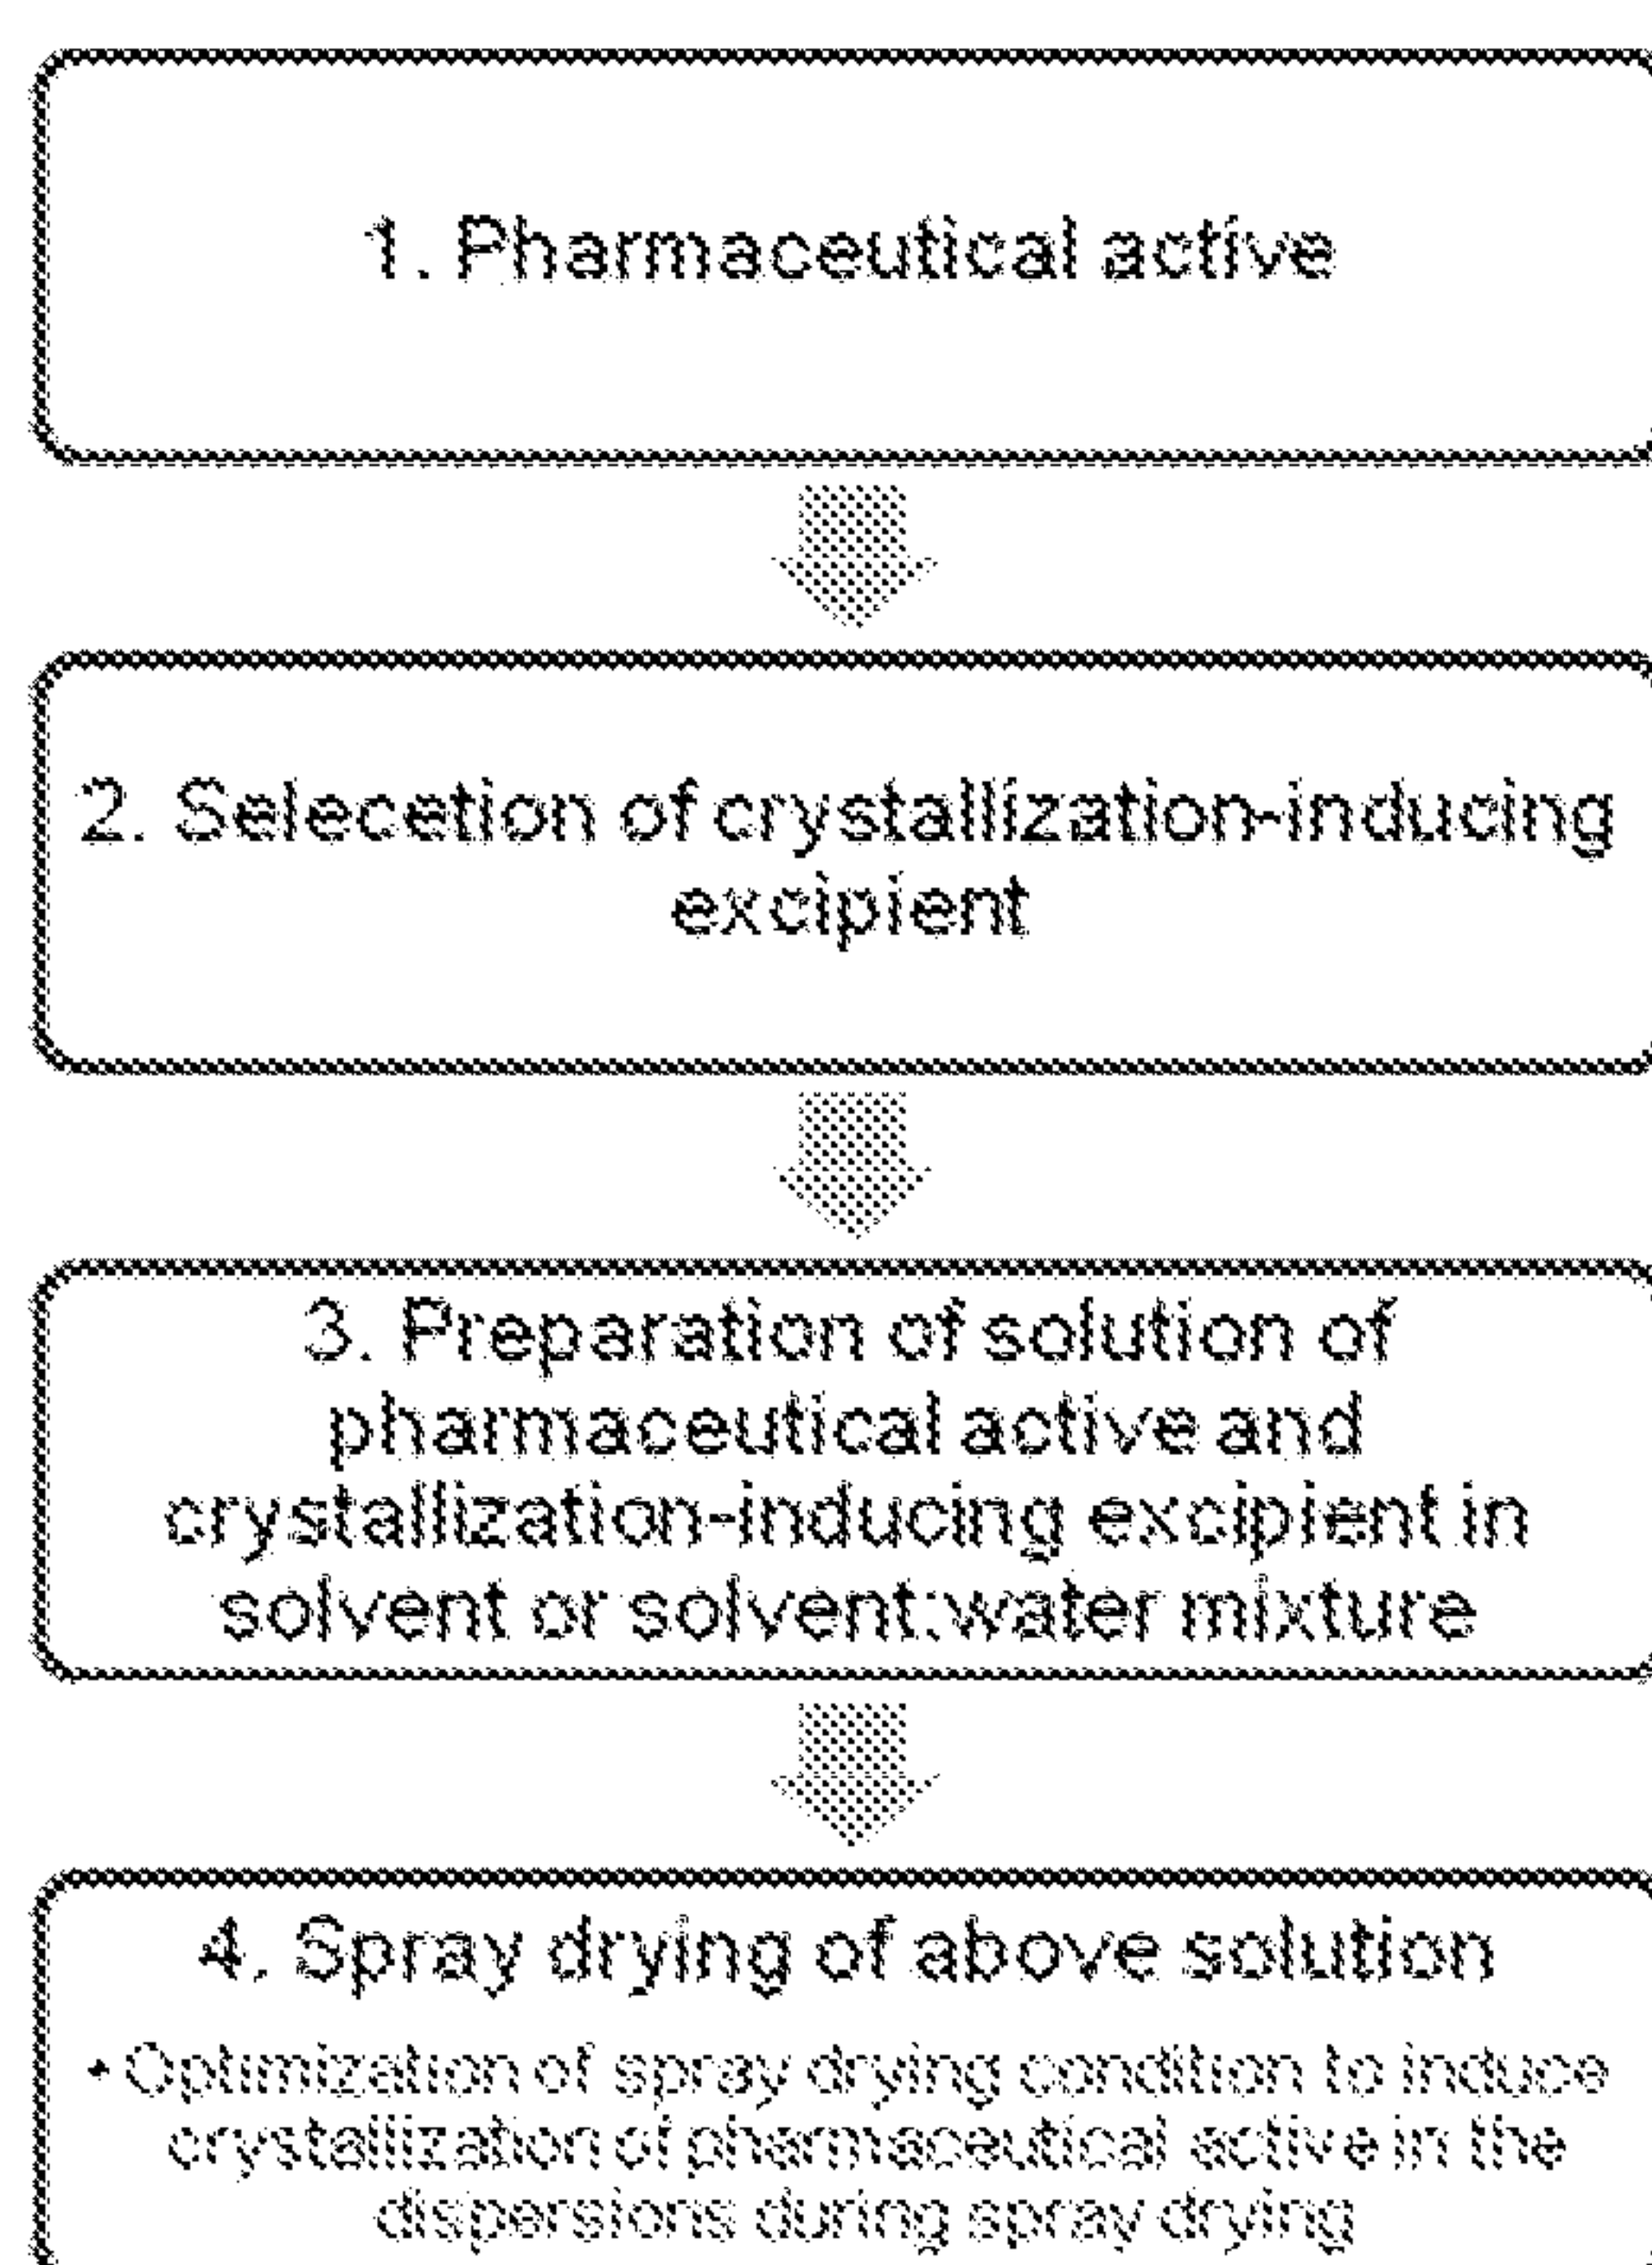 1. Pharmaceutical active
2. Selecetion of crystallization-inducing
excipient
3. Preparation of solution of
pharmaceutical active and
crystallization-inducing excipient in
solvent or solvent:water mixture
4. Spray drying of above solution
• Optimization of spray drying condition to induce
crystallization of pharmaceutical active in the
dispersions during spray drying